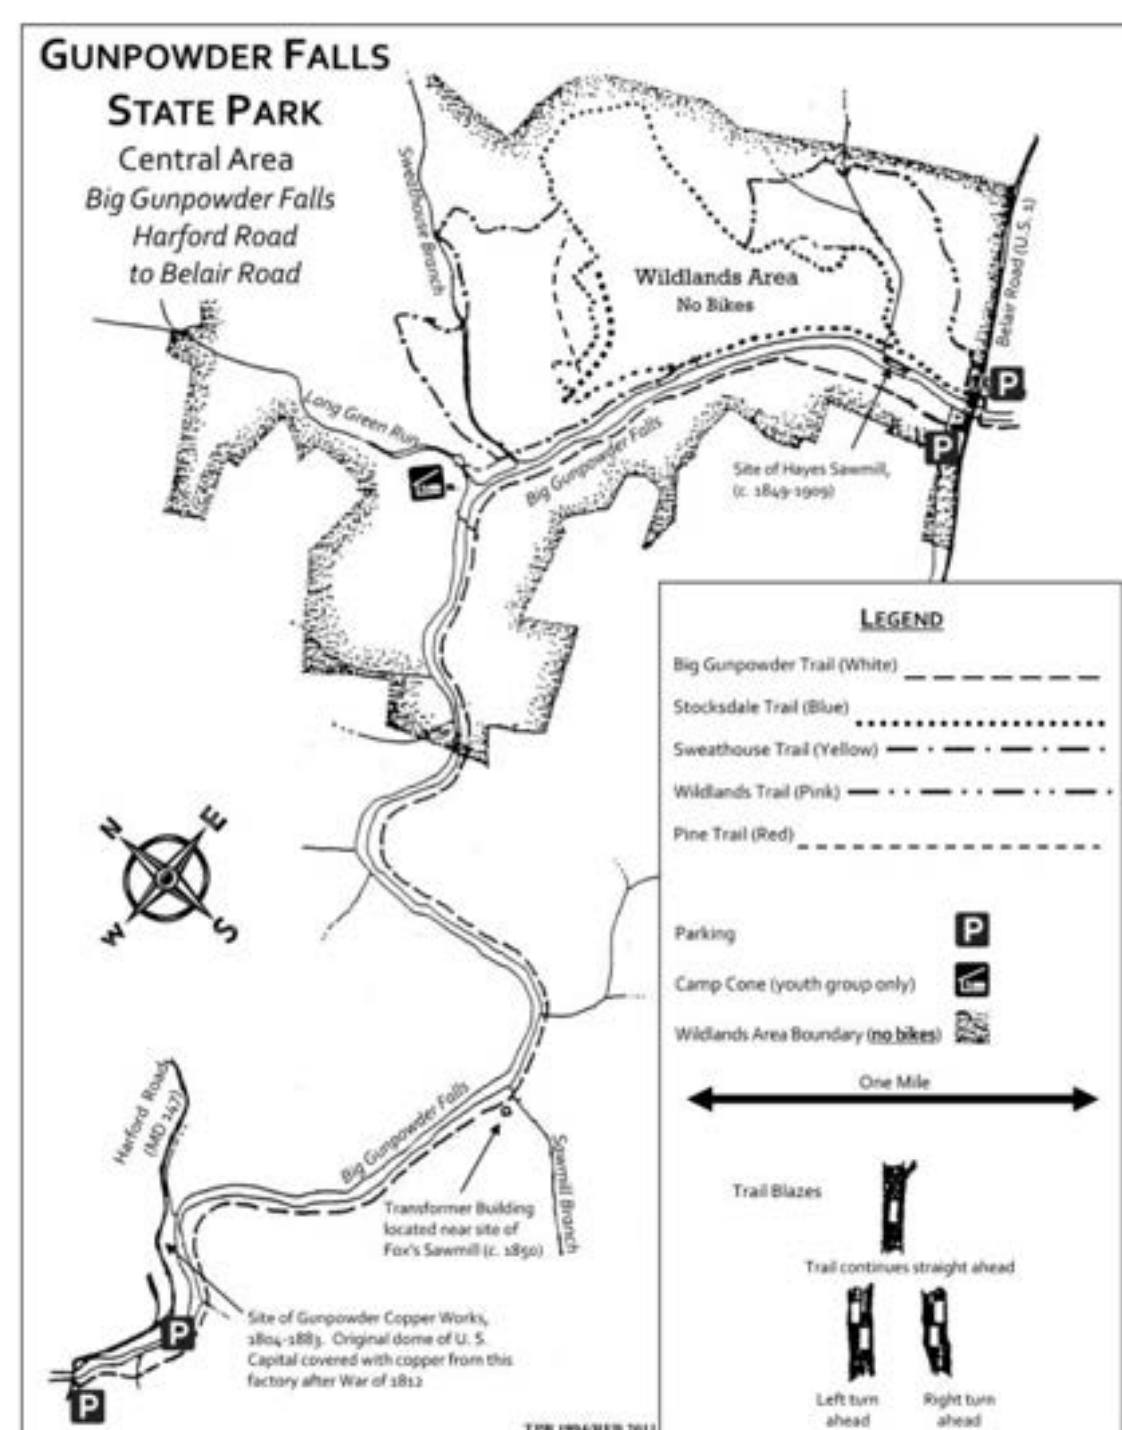 GUNPOWDER FALLS
STATE PARK
Central Area
Big Gunpowder Falls
Harford Road
to Belair Road
Sweathouse Branch
Wildlands Area
No Bikes
Belair Road (U.S. 1)
P
Long Green Run
Big Gunpowder Falls
P
Site of Hayes Sawmill,
(c. 1849-1909)
N
E
W
S
Harford Road
(MD 147)
Big Gunpowder Falls
Sawmill Branch
Transformer Building
located near site of
Fox's Sawmill (c. 1850)
Site of Gunpowder Copper Works,
1804-1883. Original dome of U. S.
Capital covered with copper from this
factory after War of 1812
P
P
LEGEND
Big Gunpowder Trail (White)
Stocksdale Trail (Blue)
Sweathouse Trail (Yellow)
Wildlands Trail (Pink)
Pine Trail (Red)
Parking
P
Camp Cone (youth group only)
Wildlands Area Boundary (no bikes)
One Mile
Trail Blazes
Trail continues straight ahead
Left turn
ahead
Right turn
ahead